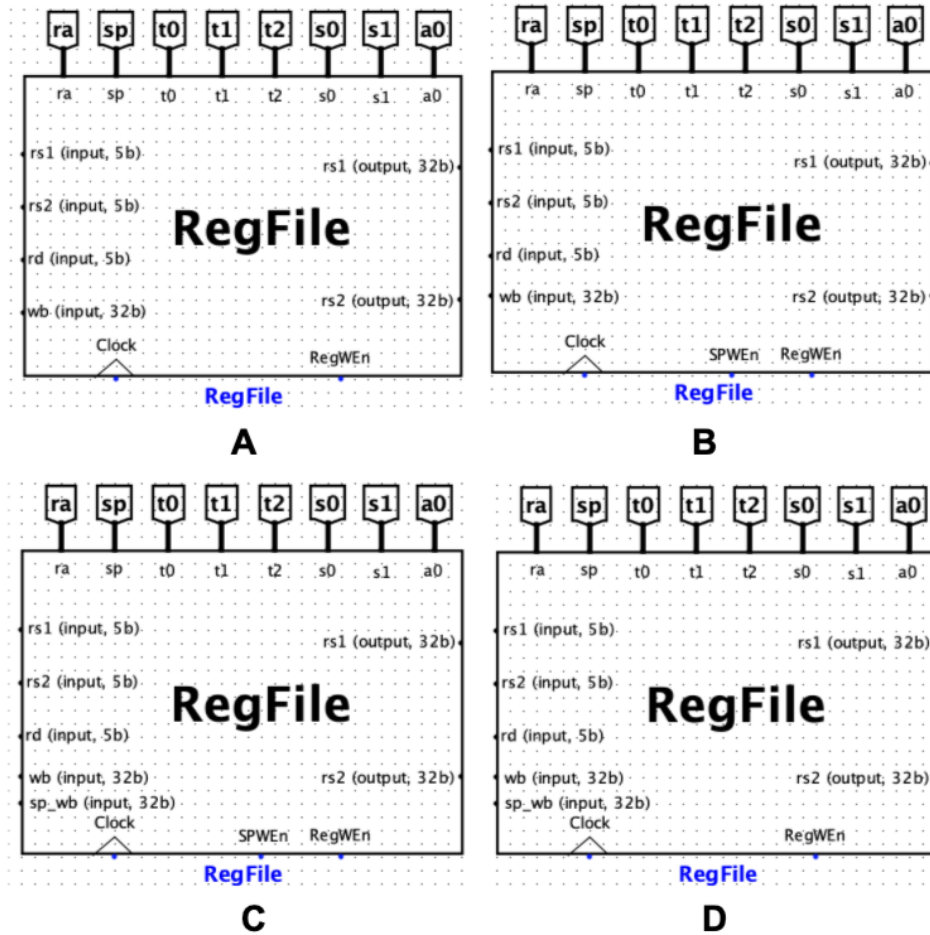 ra sp t0 t1 t2 s0 s1 a0
ra sp t0 t1 t2 s0 s1 a0
rs1 (input, 5b)
rs1 (output, 32b)
rs2 (input, 5b)
RegFile
rd (input, 5b)
rs2 (output, 32b)
wb (input, 32b)
Clock
RegWEn
RegFile
A
ra sp t0 t1 t2 s0 s1 a0
ra sp t0 t1 t2 s0 s1 a0
rs1 (input, 5b)
rs1 (output, 32b)
rs2 (input, 5b)
RegFile
rd (input, 5b)
wb (input, 32b)
rs2 (output, 32b)
Clock
SPWEn RegWEn
RegFile
B
ra sp t0 t1 t2 s0 s1 a0
ra sp t0 t1 t2 s0 s1 a0
rs1 (input, 5b)
rs1 (output, 32b)
rs2 (input, 5b)
RegFile
rd (input, 5b)
wb (input, 32b)
rs2 (output, 32b)
sp_wb (input, 32b)
Clock
SPWEn RegWEn
RegFile
C
ra sp t0 t1 t2 s0 s1 a0
ra sp t0 t1 t2 s0 s1 a0
rs1 (input, 5b)
rs1 (output, 32b)
rs2 (input, 5b)
RegFile
rd (input, 5b)
wb (input, 32b)
rs2 (output, 32b)
sp_wb (input, 32b)
Clock
RegWEn
RegFile
D